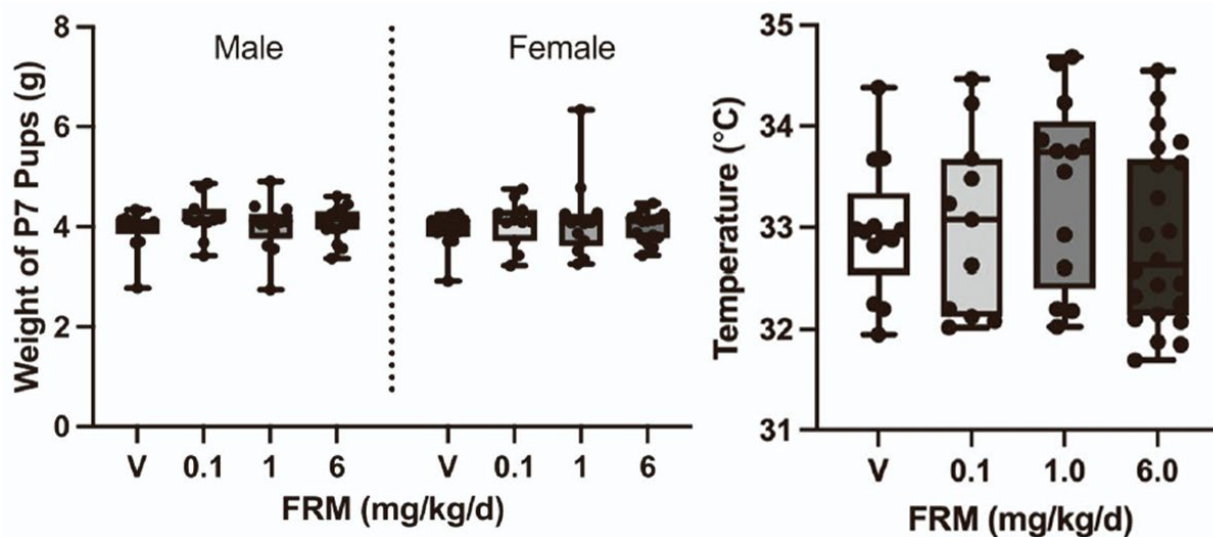 Weight of P7 Pups (g)
8
6
4
2
0
Male
Female
V 0.1 1 6 V 0.1 1 6
FRM (mg/kg/d)
Temperature (°C)
35
34
33
32
31
V 0.1 1.0 6.0
FRM (mg/kg/d)